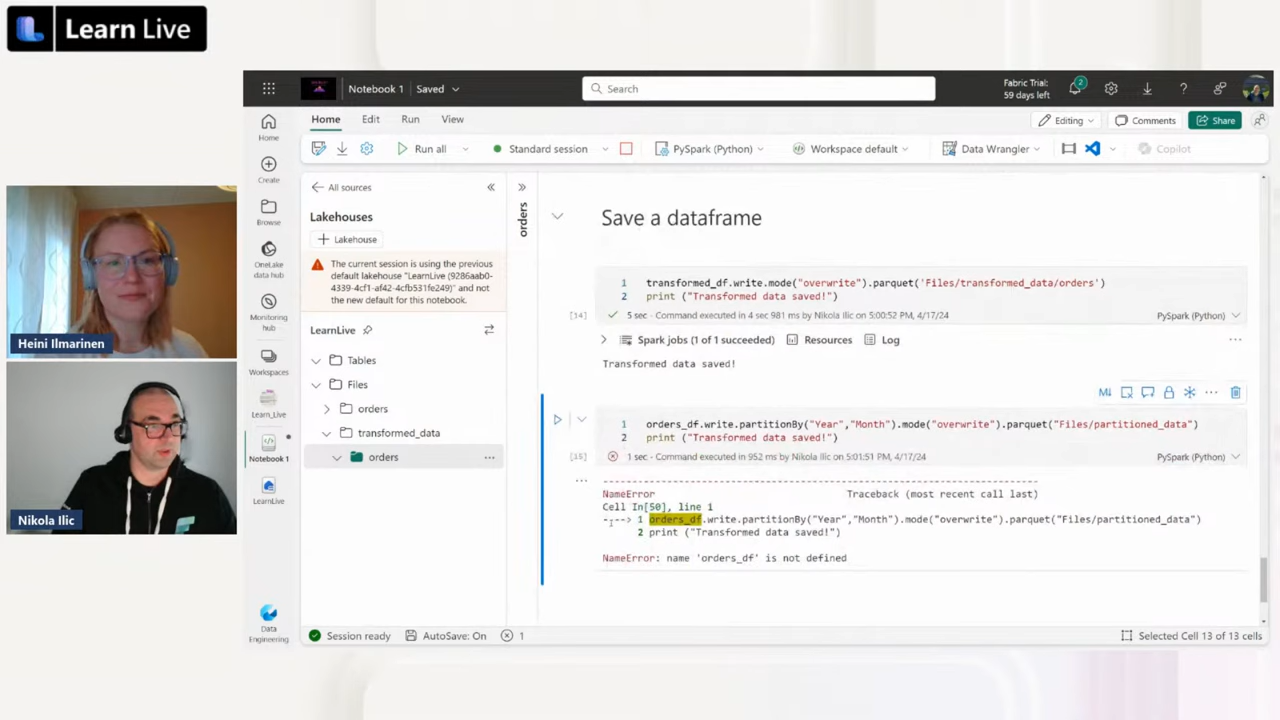 Learn Live
Notebook 1 Saved
Search
Fabric Trial:
59 days left
2
Home Edit Run View
Editing
Comments
Share
Run all
Standard session
PySpark (Python)
Workspace default
Data Wrangler
Copilot
Home
Create
Browse
OneLake
data hub
Monitoring
hub
Workspaces
Learn_Live
Notebook 1
LearnLive
Data
Engineering
All sources
Lakehouses
Lakehouse
The current session is using the previous
default lakehouse "LearnLive (9286aab0-
4339-4cf1-af42-4cfb531fe249)" and not
the new default for this notebook.
LearnLive
Tables
Files
orders
transformed_data
orders
orders
Save a dataframe
1 transformed_df.write.mode("overwrite").parquet('Files/transformed_data/orders')
2 print ("Transformed data saved!")
[14]
5 sec - Command executed in 4 sec 981 ms by Nikola Ilic on 5:00:52 PM, 4/17/24
PySpark (Python)
Spark jobs (1 of 1 succeeded) Resources Log
Transformed data saved!
M↓
1 orders_df.write.partitionBy("Year","Month").mode("overwrite").parquet("Files/partitioned_data")
2 print ("Transformed data saved!")
[15]
1 sec - Command executed in 952 ms by Nikola Ilic on 5:01:51 PM, 4/17/24
PySpark (Python)
---------------------------------------------------------------------------
NameError Traceback (most recent call last)
Cell In[50], line 1
----> 1 orders_df.write.partitionBy("Year","Month").mode("overwrite").parquet("Files/partitioned_data")
2 print ("Transformed data saved!")
NameError: name 'orders_df' is not defined
Session ready
AutoSave: On
1
Selected Cell 13 of 13 cells
Heini Ilmarinen
Nikola Ilic